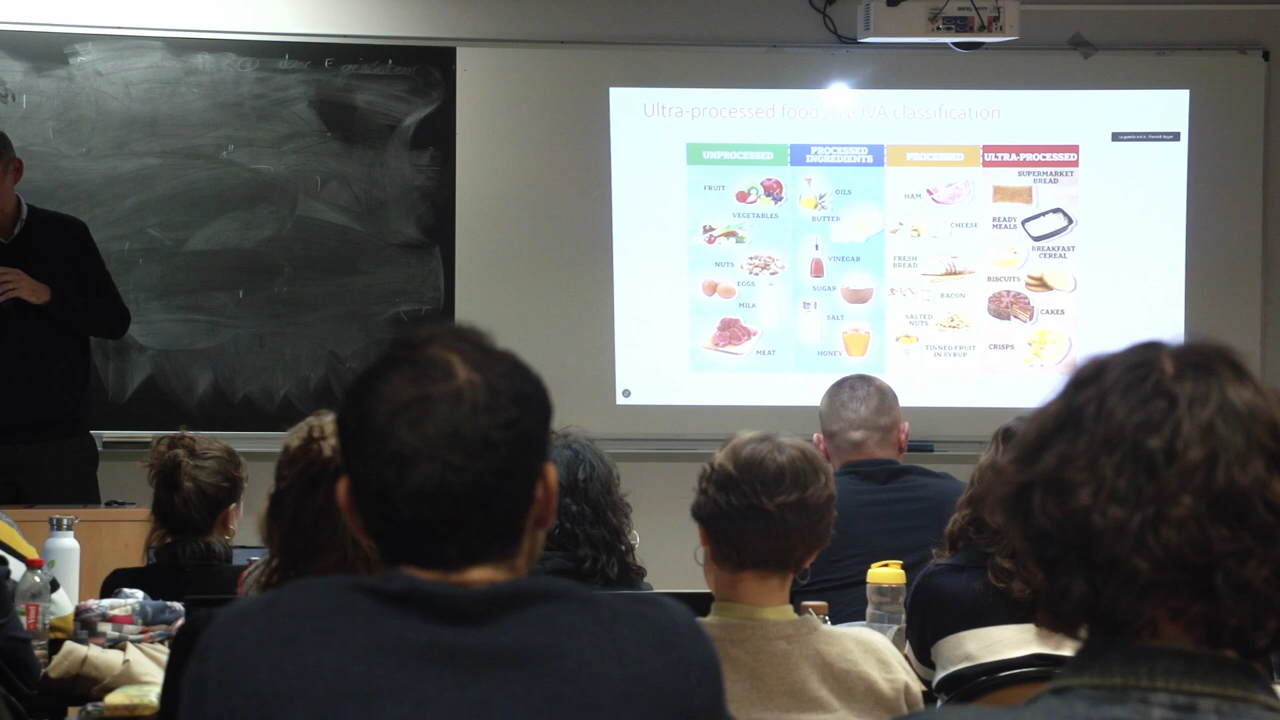 Ultra-processed food
classification
UNPROCESSED
FRUIT
VEGETABLES
NUTS
EGGS
MILK
MEAT
PROCESSED
INGREDIENTS
OILS
BUTTER
VINEGAR
SUGAR
SALT
HONEY
PROCESSED
HAM
CHEESE
FRESH
BREAD
BACON
SALTED
NUTS
TINNED FRUIT
IN SYRUP
ULTRA-PROCESSED
SUPERMARKET
BREAD
READY
MEALS
BREAKFAST
CEREAL
BISCUITS
CAKES
CRISPS